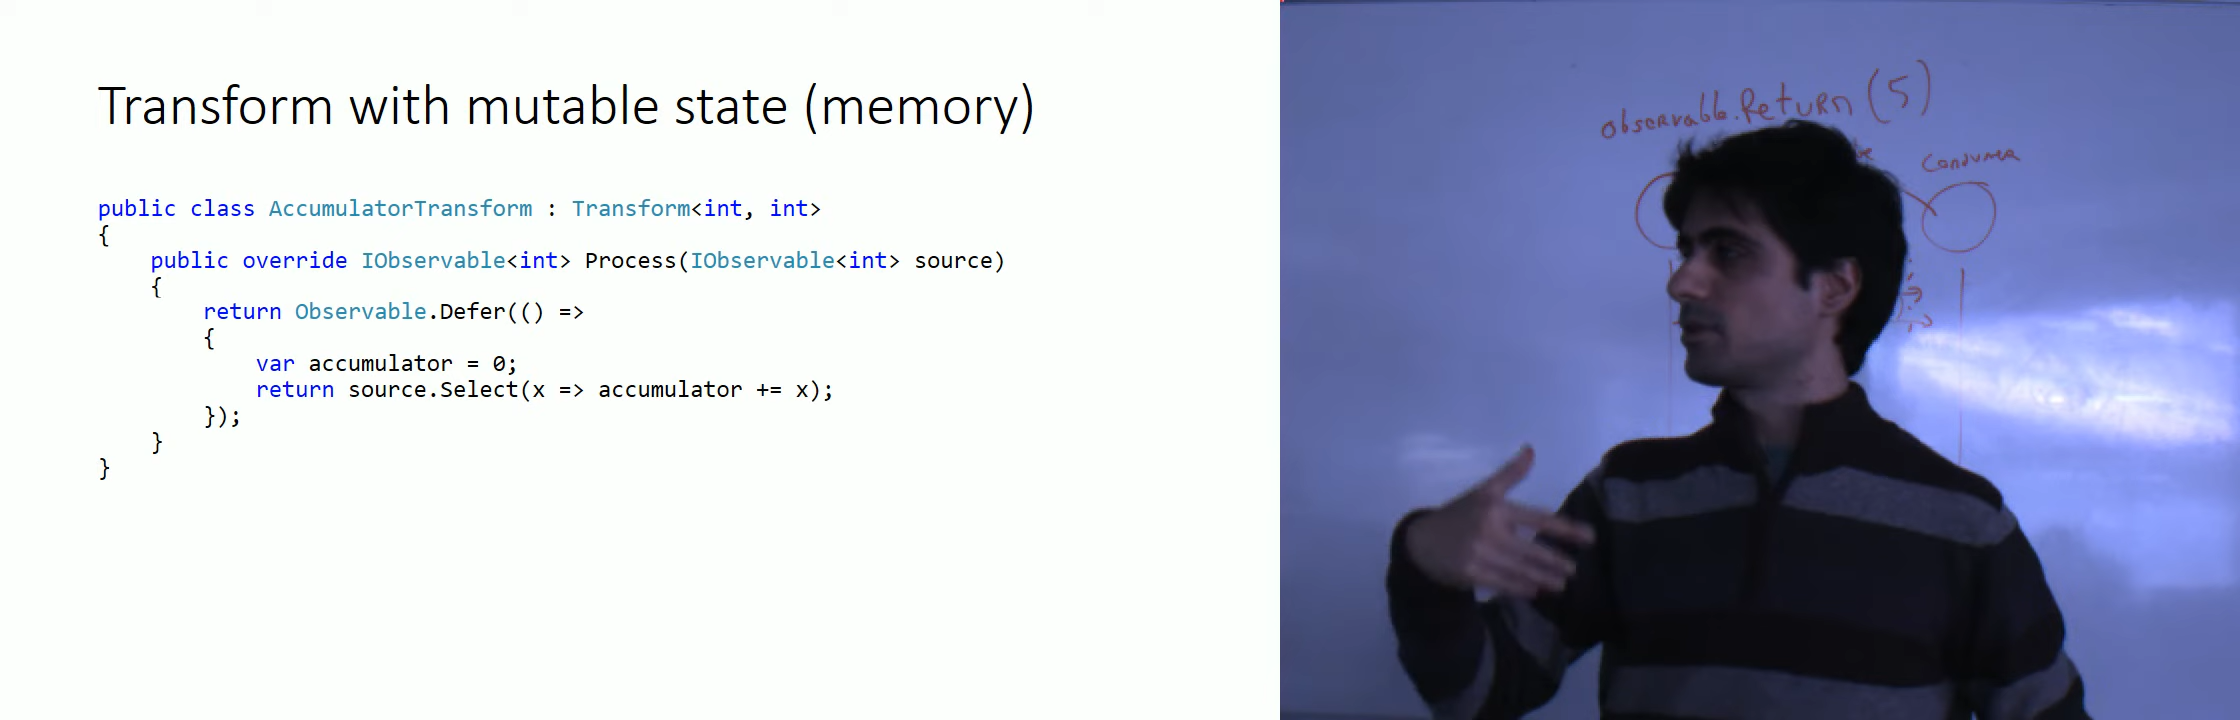 Transform with mutable state (memory)
public class AccumulatorTransform : Transform<int, int>
{
    public override IObservable<int> Process(IObservable<int> source)
    {
        return Observable.Defer(() =>
        {
            var accumulator = 0;
            return source.Select(x => accumulator += x);
        });
    }
}
observable.Return (5)
Consumer